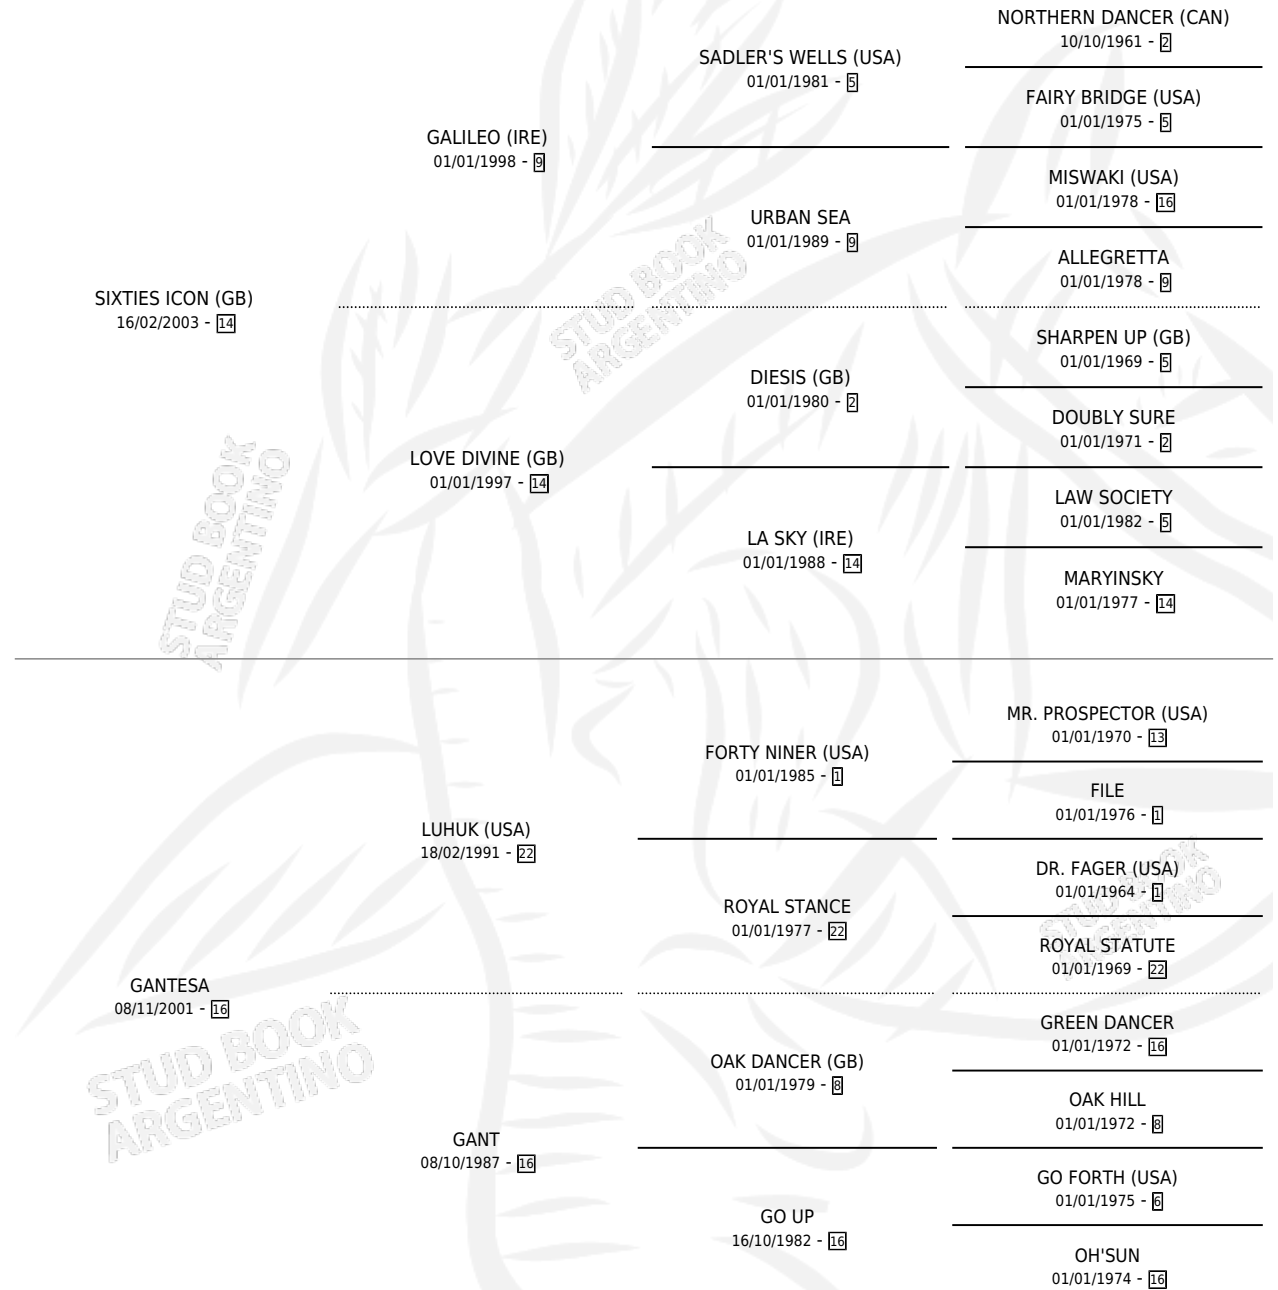 NORTHERN DANCER (CAN)
10/10/1961 - 2
SADLER'S WELLS (USA)
01/01/1981 - 5
FAIRY BRIDGE (USA)
01/01/1975 - 5
GALILEO (IRE)
01/01/1998 - 9
MISWAKI (USA)
01/01/1978 - 16
URBAN SEA
01/01/1989 - 9
ALLEGRETTA
01/01/1978 - 9
SIXTIES ICON (GB)
16/02/2003 - 14
SHARPEN UP (GB)
01/01/1969 - 5
DIESIS (GB)
01/01/1980 - 2
DOUBLY SURE
01/01/1971 - 2
LOVE DIVINE (GB)
01/01/1997 - 14
LAW SOCIETY
01/01/1982 - 5
LA SKY (IRE)
01/01/1988 - 14
MARYINSKY
01/01/1977 - 14
STUD BOOK
ARGENTINO
STUD BOOK
ARGENTINO
MR. PROSPECTOR (USA)
01/01/1970 - 13
FORTY NINER (USA)
01/01/1985 - 1
FILE
01/01/1976 - 1
LUHUK (USA)
18/02/1991 - 22
DR. FAGER (USA)
01/01/1964 - 1
ROYAL STANCE
01/01/1977 - 22
ROYAL STATUTE
01/01/1969 - 22
STUD BOOK
ARGENTINO
GANTESA
08/11/2001 - 16
GREEN DANCER
01/01/1972 - 16
OAK DANCER (GB)
01/01/1979 - 8
OAK HILL
01/01/1972 - 8
GANT
08/10/1987 - 16
GO FORTH (USA)
01/01/1975 - 6
GO UP
16/10/1982 - 16
OH'SUN
01/01/1974 - 16
STUD BOOK
ARGENTINO